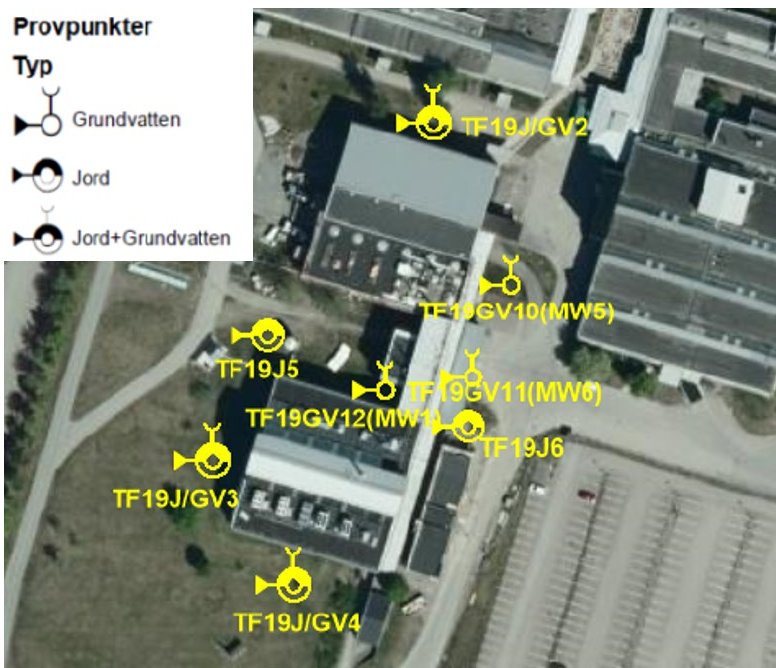 Provpunkter
Typ
Grundvatten
Jord
Jord+Grundvatten
TF19J/GV2
TF19GV10(MW5)
TF19J5
TF19GV11(MW6)
TF19GV12(MW1)
TF19J6
TF19J/GV3
TF19J/GV4